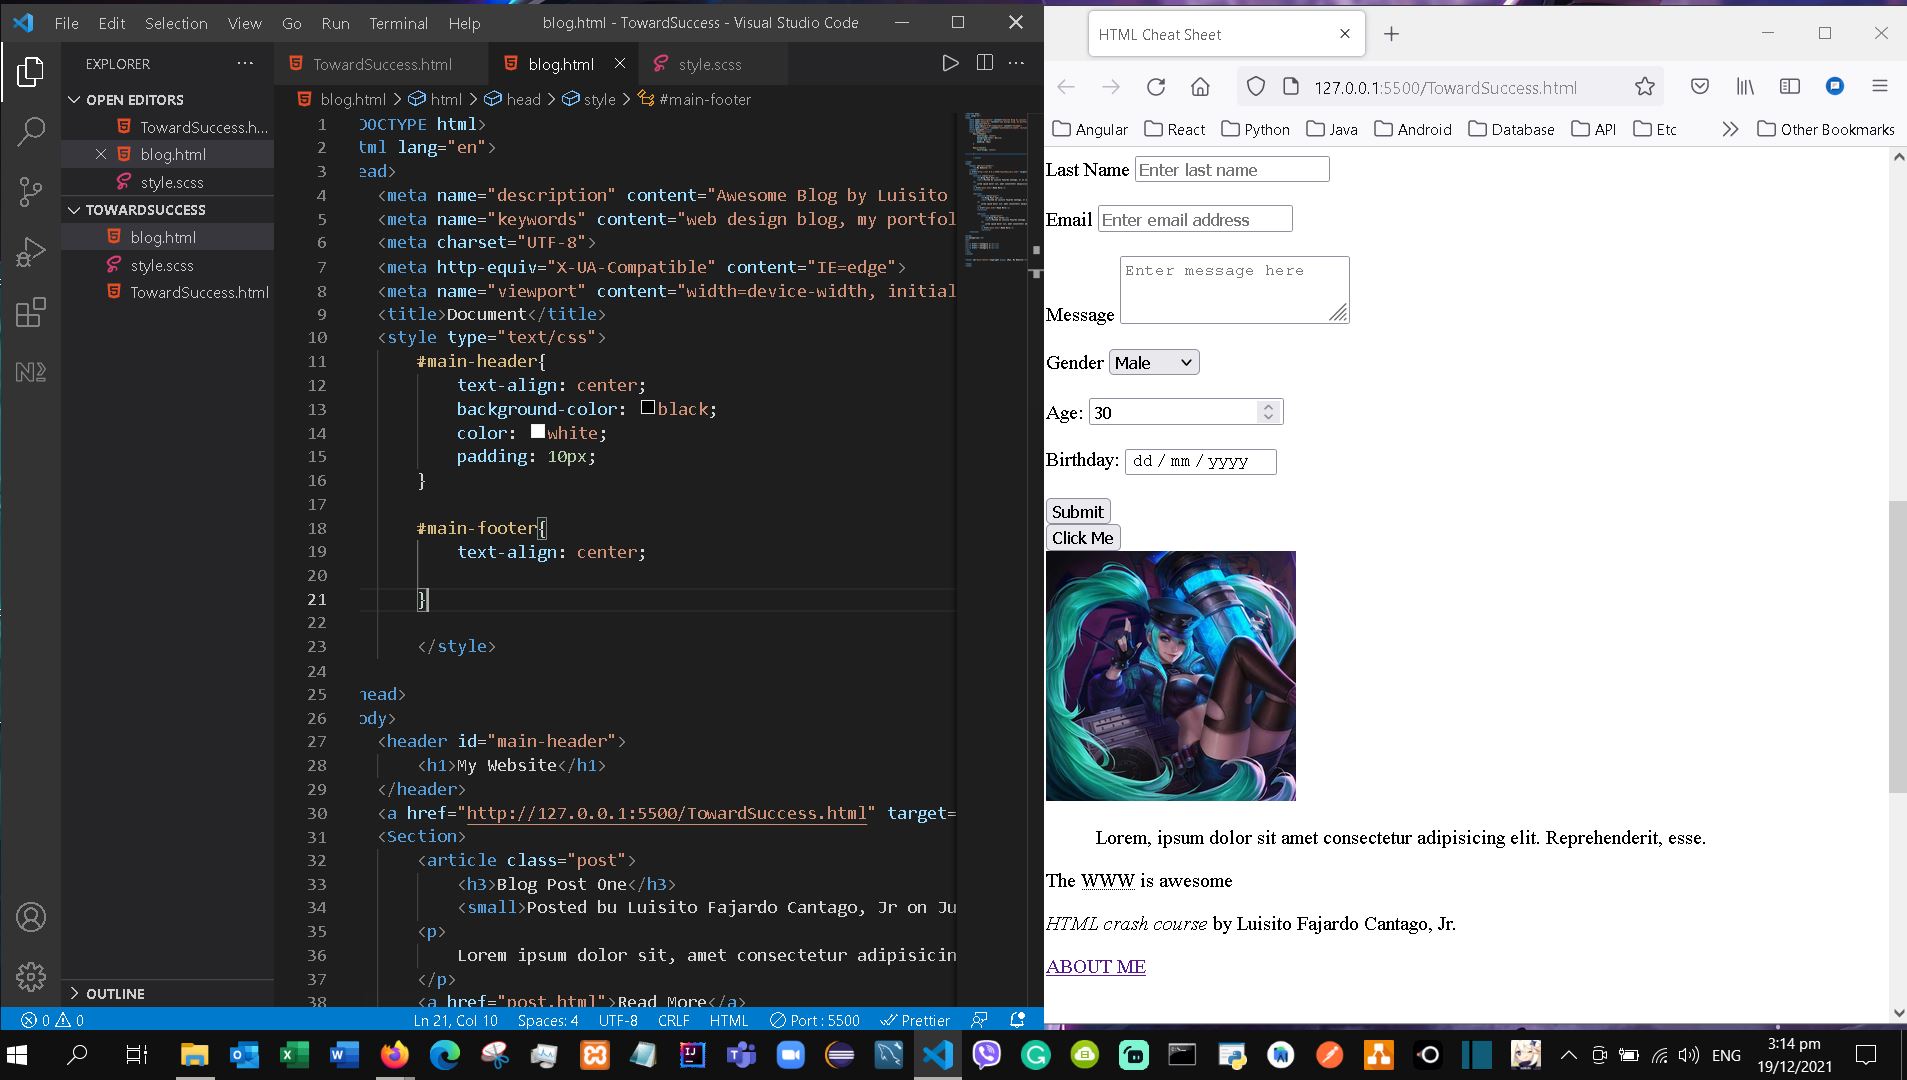 File Edit Selection View Go Run Terminal Help
blog.html - TowardSuccess - Visual Studio Code
EXPLORER
OPEN EDITORS
TowardSuccess.h...
blog.html
style.scss
TOWARDSUCCESS
blog.html
style.scss
TowardSuccess.html
OUTLINE
TowardSuccess.html
blog.html
style.scss
blog.html > html > head > style > #main-footer
1 DOCTYPE html>
2 tml lang="en">
3 ead>
4 <meta name="description" content="Awesome Blog by Luisito
5 <meta name="keywords" content="web design blog, my portfol
6 <meta charset="UTF-8">
7 <meta http-equiv="X-UA-Compatible" content="IE=edge">
8 <meta name="viewport" content="width=device-width, initial
9 <title>Document</title>
10 <style type="text/css">
11 #main-header{
12 text-align: center;
13 background-color: black;
14 color: white;
15 padding: 10px;
16 }
17
18 #main-footer{
19 text-align: center;
20
21 }
22
23 </style>
24
25 head>
26 ody>
27 <header id="main-header">
28 <h1>My Website</h1>
29 </header>
30 <a href="http://127.0.0.1:5500/TowardSuccess.html" target=
31 <Section>
32 <article class="post">
33 <h3>Blog Post One</h3>
34 <small>Posted bu Luisito Fajardo Cantago, Jr on Ju
35 <p>
36 Lorem ipsum dolor sit, amet consectetur adipisicin
37 </p>
38 <a href="post.html">Read More</a>
0 0 Ln 21, Col 10 Spaces: 4 UTF-8 CRLF HTML Port : 5500 Prettier
HTML Cheat Sheet
127.0.0.1:5500/TowardSuccess.html
Angular React Python Java Android Database API Etc Other Bookmarks
Last Name Enter last name
Email Enter email address
Message Enter message here
Gender Male
Age: 30
Birthday: dd / mm / yyyy
Submit
Click Me
Lorem, ipsum dolor sit amet consectetur adipisicing elit. Reprehenderit, esse.
The WWW is awesome
HTML crash course by Luisito Fajardo Cantago, Jr.
ABOUT ME
ENG
3:14 pm
19/12/2021